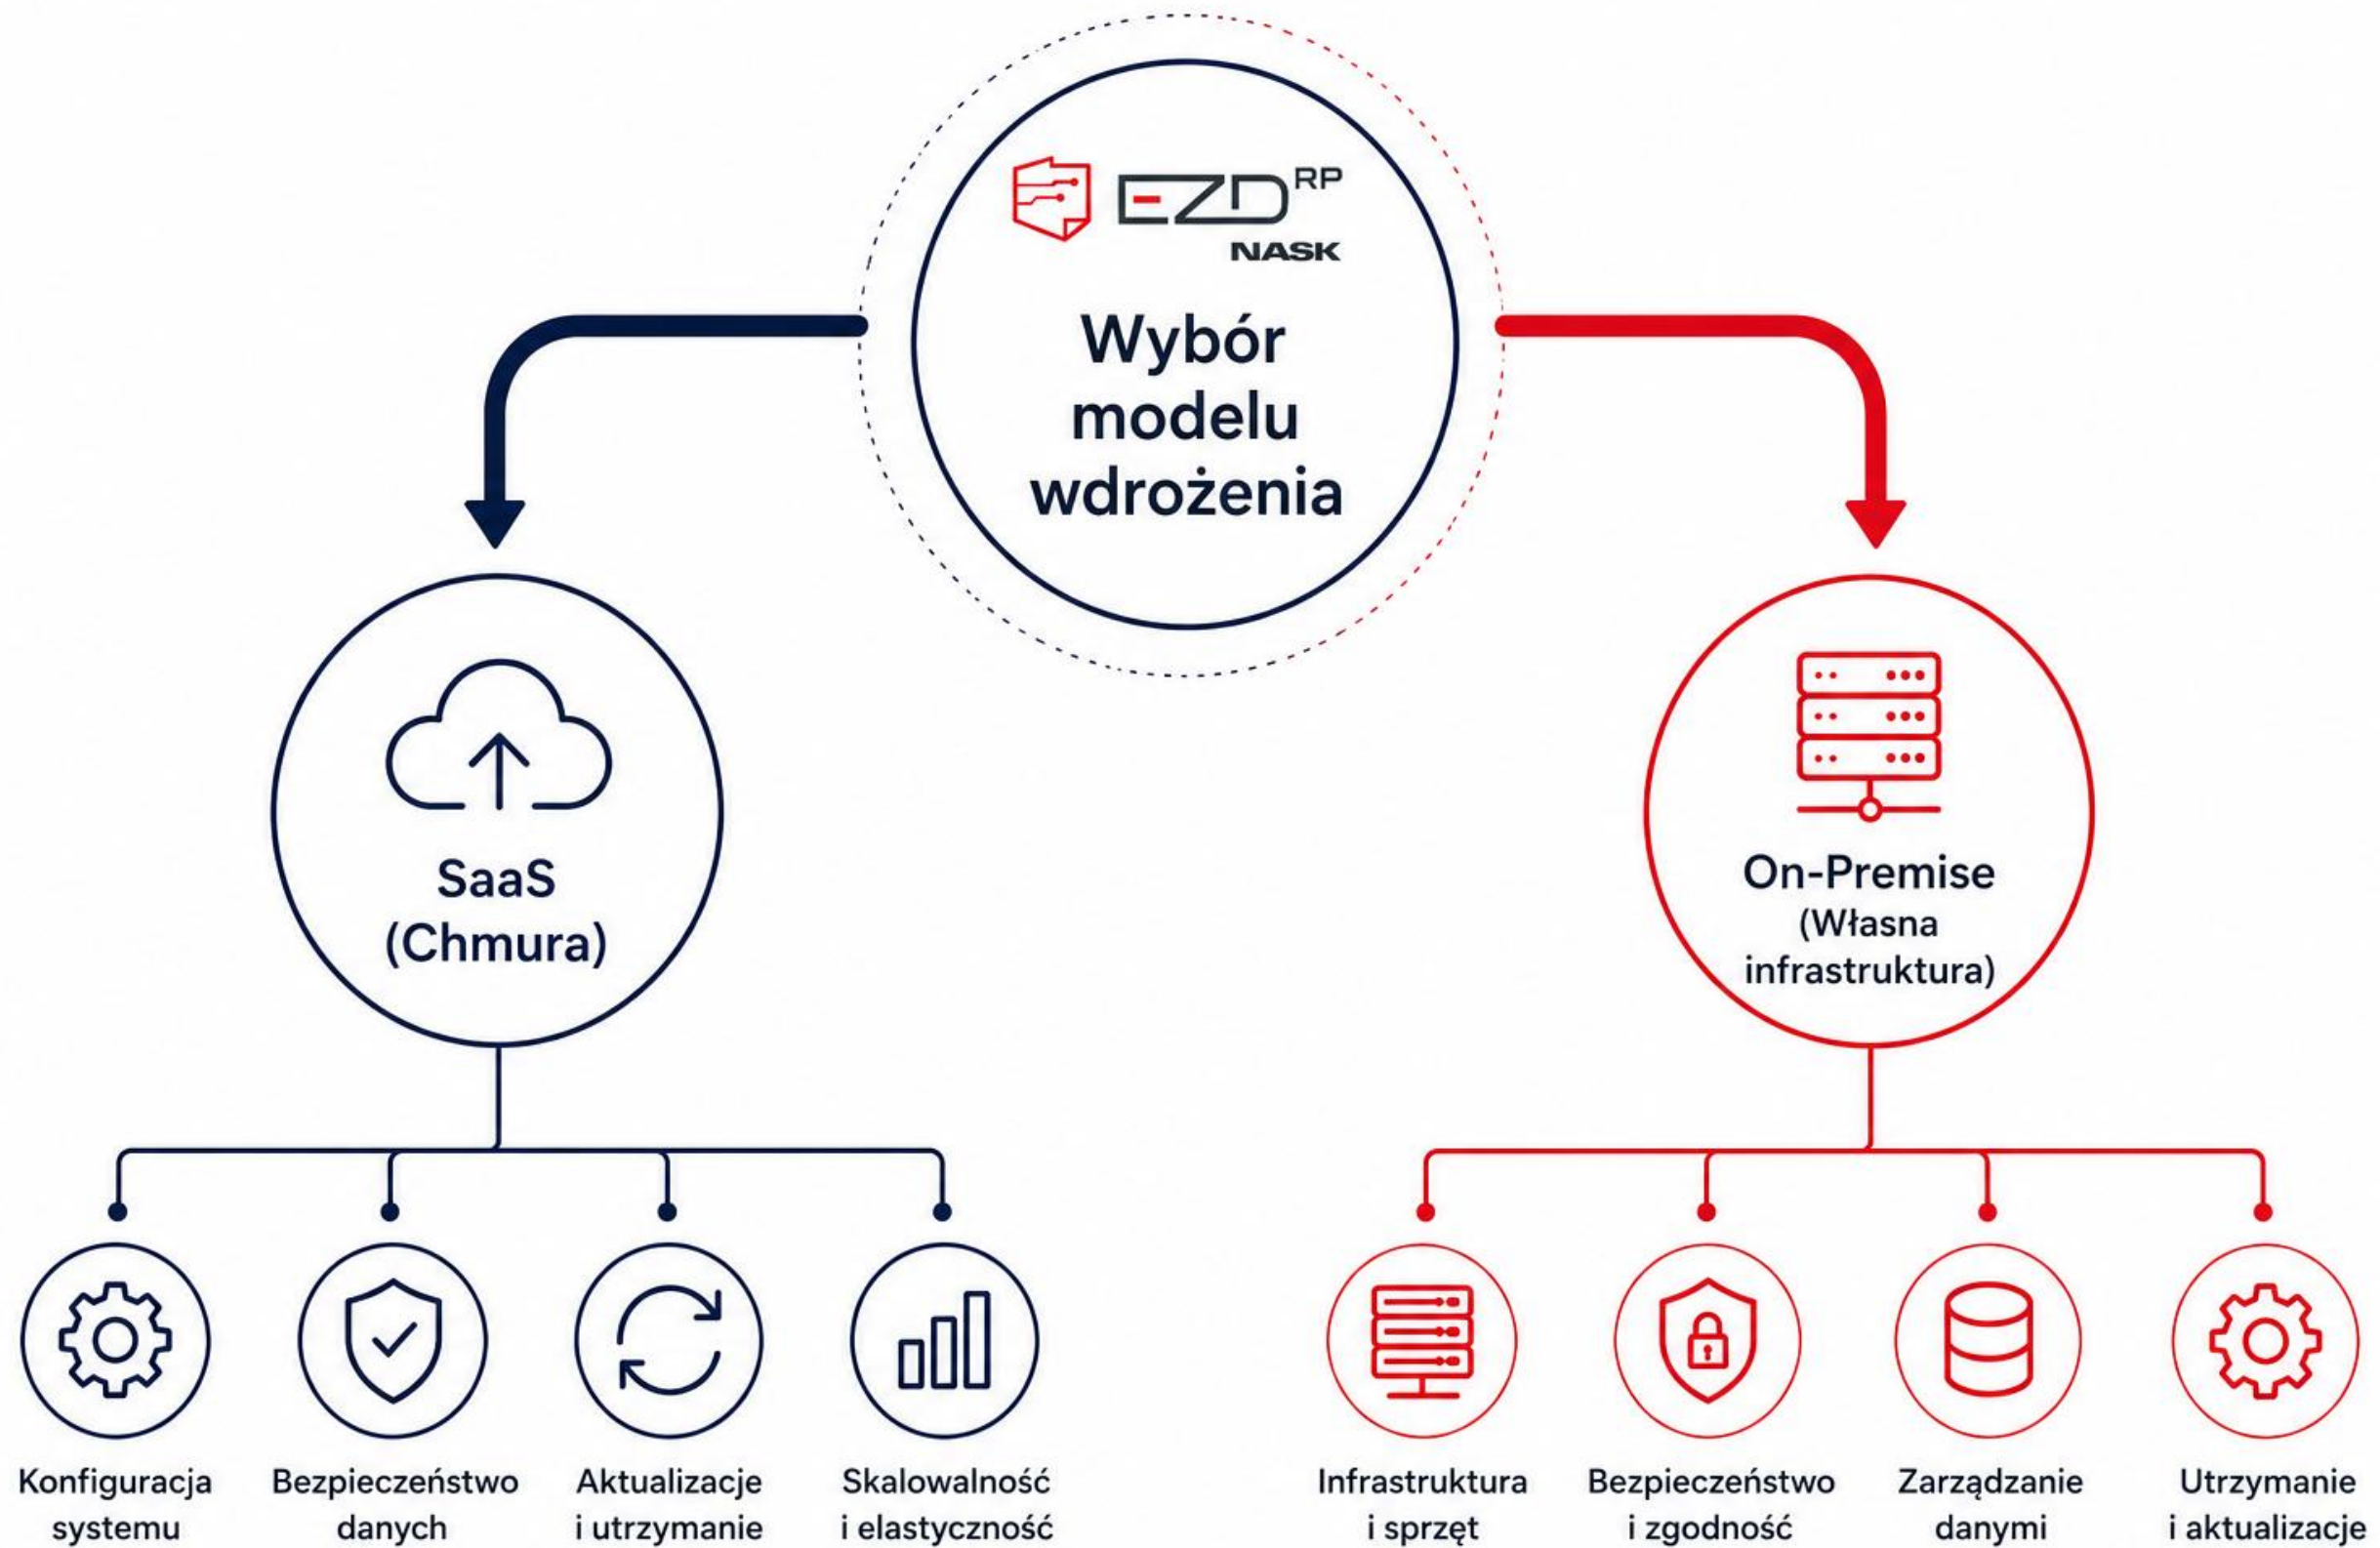 EZD RP
NASK
Wybór
modelu
wdrożenia
SaaS
(Chmura)
On-Premise
(Własna
infrastruktura)
Konfiguracja
systemu
Bezpieczeństwo
danych
Aktualizacje
i utrzymanie
Skalowalność
i elastyczność
Infrastruktura
i sprzęt
Bezpieczeństwo
i zgodność
Zarządzanie
danymi
Utrzymanie
i aktualizacje